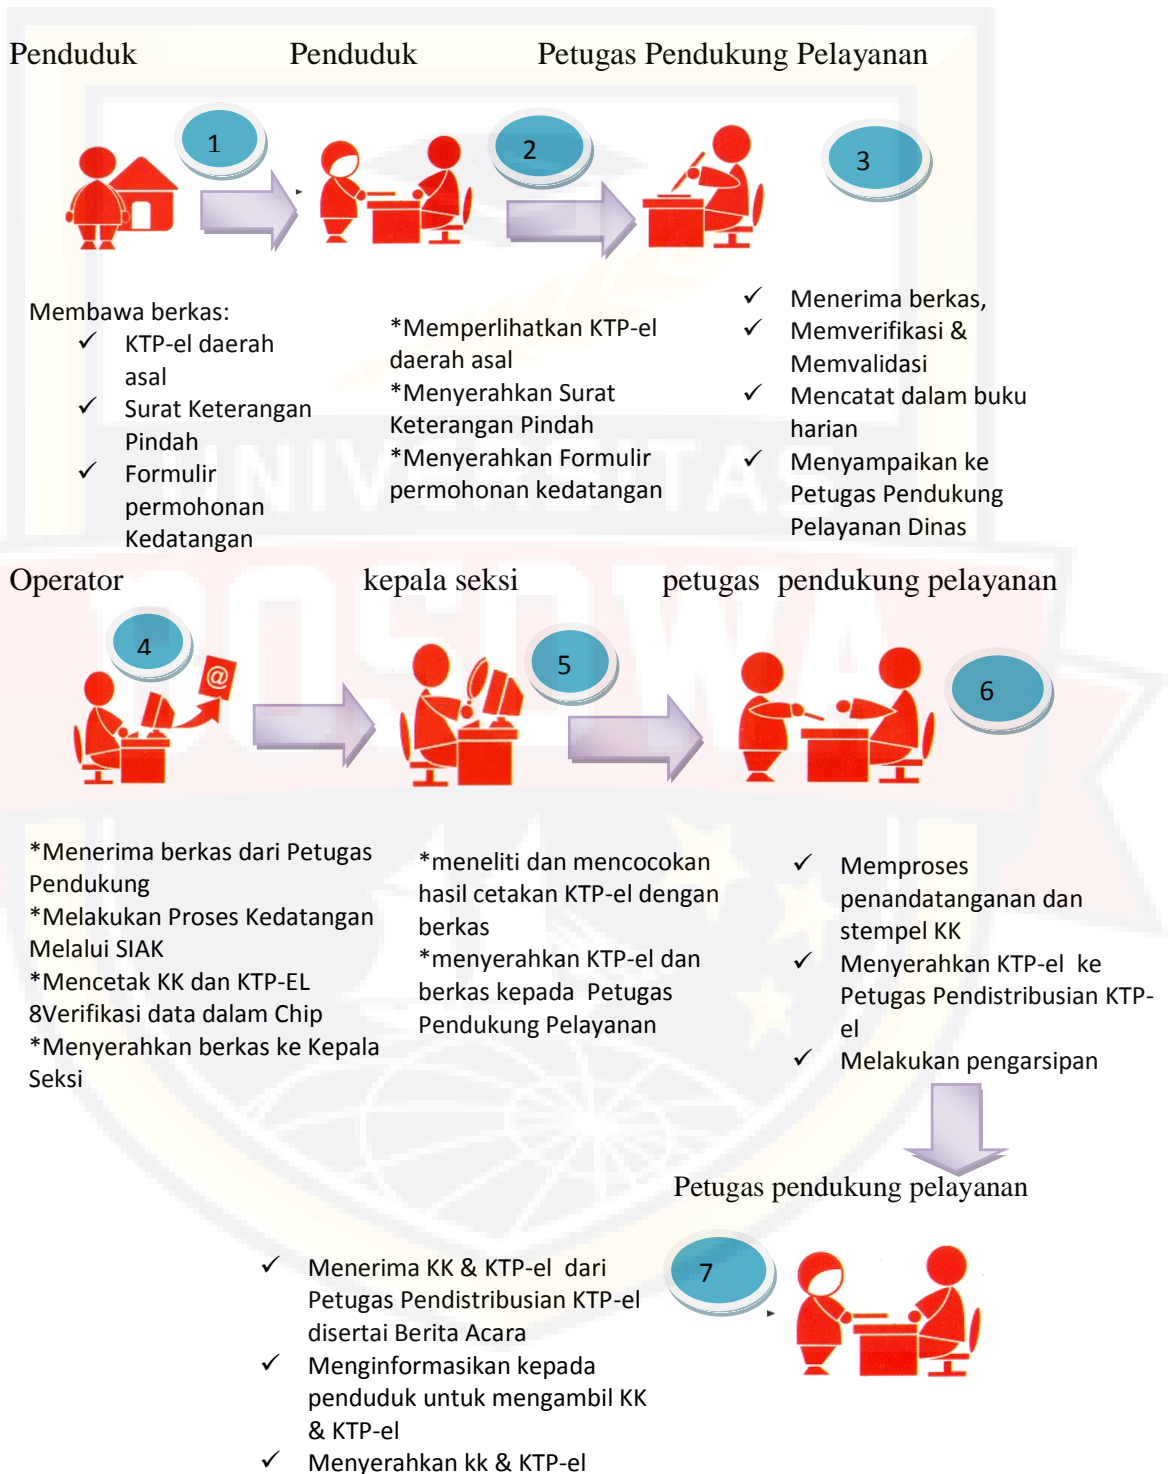 Penduduk Penduduk Petugas Pendukung Pelayanan
1
2
3
Membawa berkas:
✓ KTP-el daerah
asal
✓ Surat Keterangan
Pindah
✓ Formulir
permohonan
Kedatangan
*Memperlihatkan KTP-el
daerah asal
*Menyerahkan Surat
Keterangan Pindah
*Menyerahkan Formulir
permohonan kedatangan
✓ Menerima berkas,
✓ Memverifikasi &
Memvalidasi
✓ Mencatat dalam buku
harian
✓ Menyampaikan ke
Petugas Pendukung
Pelayanan Dinas
UNIVERSITAS
BOSOWA
Operator kepala seksi petugas pendukung pelayanan
4
@
5
6
*Menerima berkas dari Petugas
Pendukung
*Melakukan Proses Kedatangan
Melalui SIAK
*Mencetak KK dan KTP-EL
8Verifikasi data dalam Chip
*Menyerahkan berkas ke Kepala
Seksi
*meneliti dan mencocokan
hasil cetakan KTP-el dengan
berkas
*menyerahkan KTP-el dan
berkas kepada Petugas
Pendukung Pelayanan
✓ Memproses
penandatanganan dan
stempel KK
✓ Menyerahkan KTP-el ke
Petugas Pendistribusian KTP-
el
✓ Melakukan pengarsipan
Petugas pendukung pelayanan
7
✓ Menerima KK & KTP-el dari
Petugas Pendistribusian KTP-el
disertai Berita Acara
✓ Menginformasikan kepada
penduduk untuk mengambil KK
& KTP-el
✓ Menyerahkan kk & KTP-el